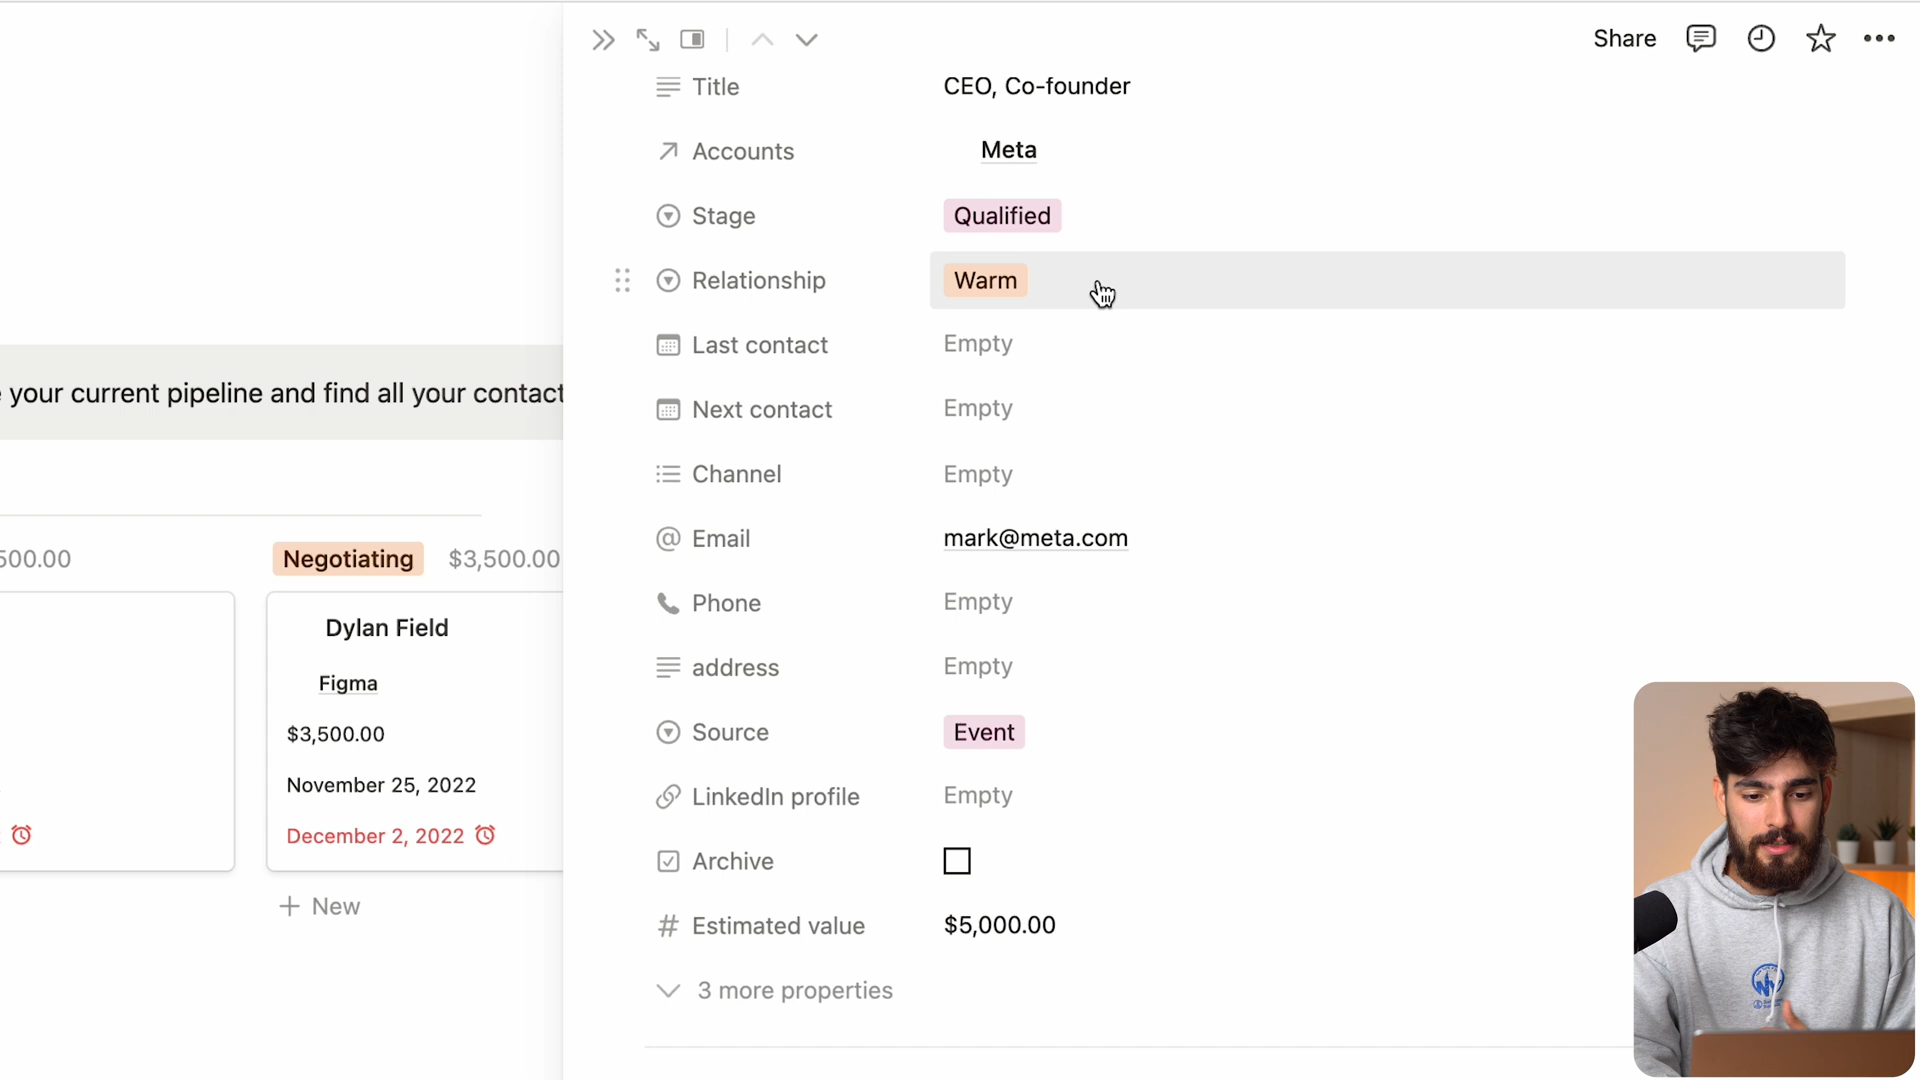 Share
Title
CEO, Co-founder
Accounts
Meta
Stage
Qualified
Relationship
Warm
Last contact
Empty
Next contact
Empty
Channel
Empty
Email
mark@meta.com
Phone
Empty
address
Empty
Source
Event
LinkedIn profile
Empty
Archive
Estimated value
$5,000.00
3 more properties
your current pipeline and find all your contact
500.00
Negotiating
$3,500.00
Dylan Field
Figma
$3,500.00
November 25, 2022
December 2, 2022
New